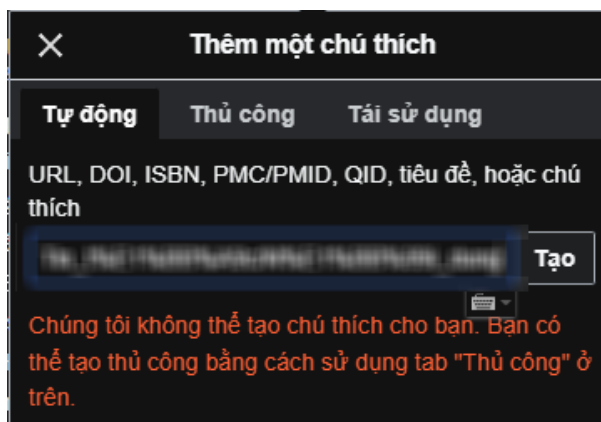 Thêm một chú thích
Tự động Thủ công Tái sử dụng
URL, DOI, ISBN, PMC/PMID, QID, tiêu đề, hoặc chú
thích
Tạo
Chúng tôi không thể tạo chú thích cho bạn. Bạn có
thể tạo thủ công bằng cách sử dụng tab "Thủ công" ở
trên.